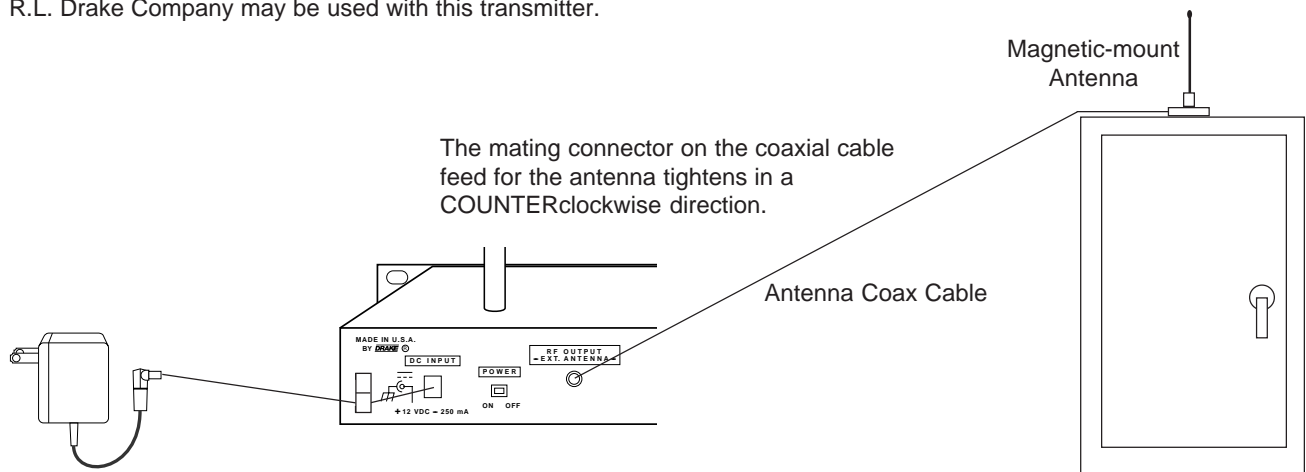 R.L. Drake Company may be used with this transmitter.
Magnetic-mount
Antenna
The mating connector on the coaxial cable
feed for the antenna tightens in a
COUNTERclockwise direction.
Antenna Coax Cable
MADE IN U.S.A.
BY DRAKE ®
DC INPUT
POWER
RF OUTPUT
EXT. ANTENNA
ON OFF
+12 VDC = 250 mA